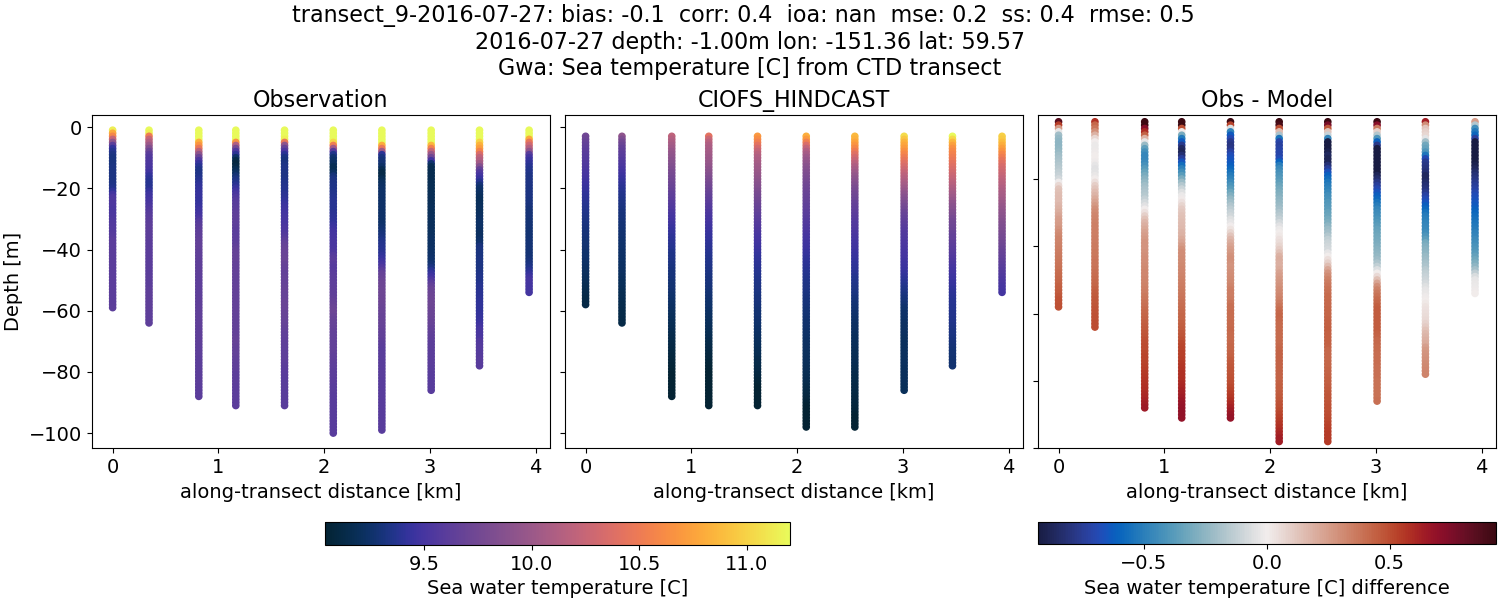 transect_9-2016-07-27: bias: -0.1  corr: 0.4  ioa: nan  mse: 0.2  ss: 0.4  rmse: 0.5
2016-07-27 depth: -1.00m lon: -151.36 lat: 59.57
Gwa: Sea temperature [C] from CTD transect
Observation
CIOFS_HINDCAST
Obs - Model
Depth [m]
0
−20
−40
−60
−80
−100
0 1 2 3 4
0 1 2 3 4
0 1 2 3 4
along-transect distance [km]
along-transect distance [km]
along-transect distance [km]
9.5 10.0 10.5 11.0
Sea water temperature [C]
−0.5 0.0 0.5
Sea water temperature [C] difference